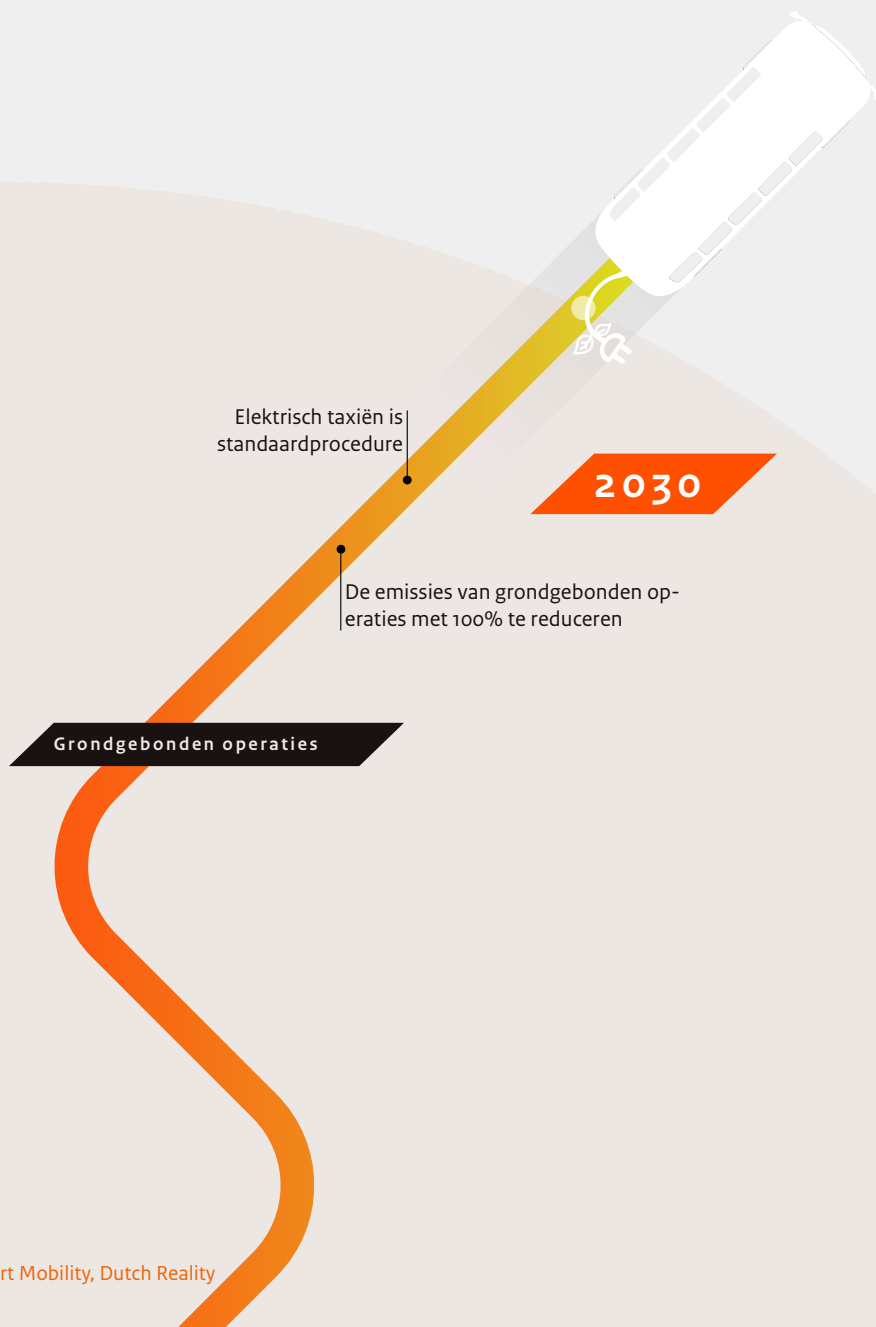 Elektrisch taxiën is
standaardprocedure
2030
De emissies van grondgebonden op-
eraties met 100% te reduceren
Grondgebonden operaties
rt Mobility, Dutch Reality